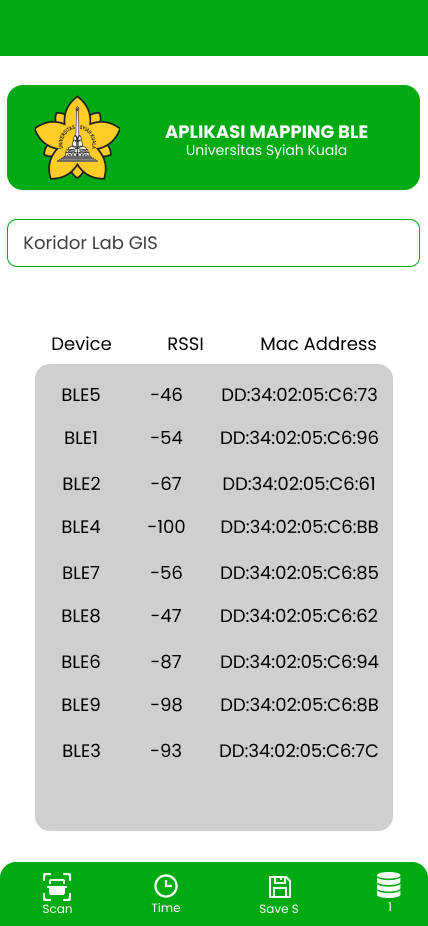 UNIVERSITAS SYIAH KUALA
APLIKASI MAPPING BLE
Universitas Syiah Kuala
Koridor Lab GIS
Device RSSI Mac Address
BLE5 -46 DD:34:02:05:C6:73
BLE1 -54 DD:34:02:05:C6:96
BLE2 -67 DD:34:02:05:C6:61
BLE4 -100 DD:34:02:05:C6:BB
BLE7 -56 DD:34:02:05:C6:85
BLE8 -47 DD:34:02:05:C6:62
BLE6 -87 DD:34:02:05:C6:94
BLE9 -98 DD:34:02:05:C6:8B
BLE3 -93 DD:34:02:05:C6:7C
Scan Time Save S 1